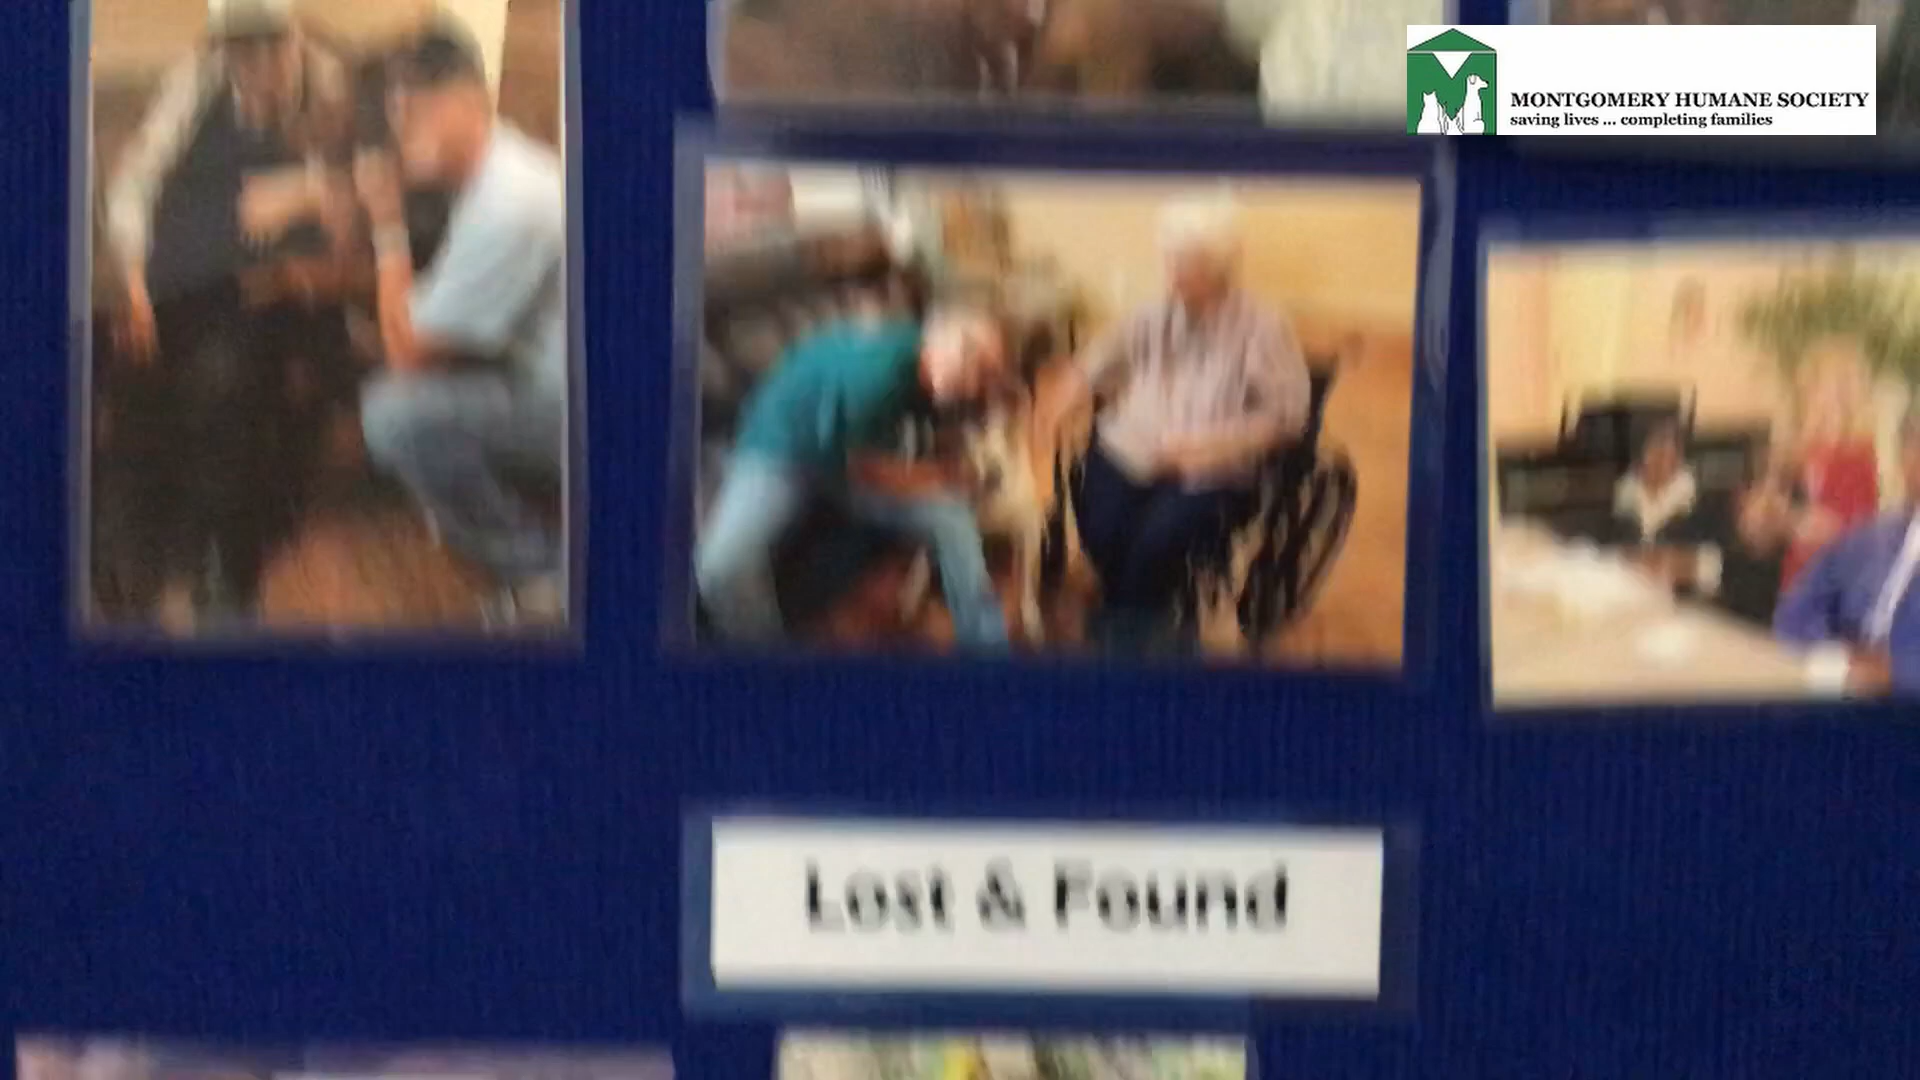 MONTGOMERY HUMANE SOCIETY
saving lives ... completing families
Lost & Found